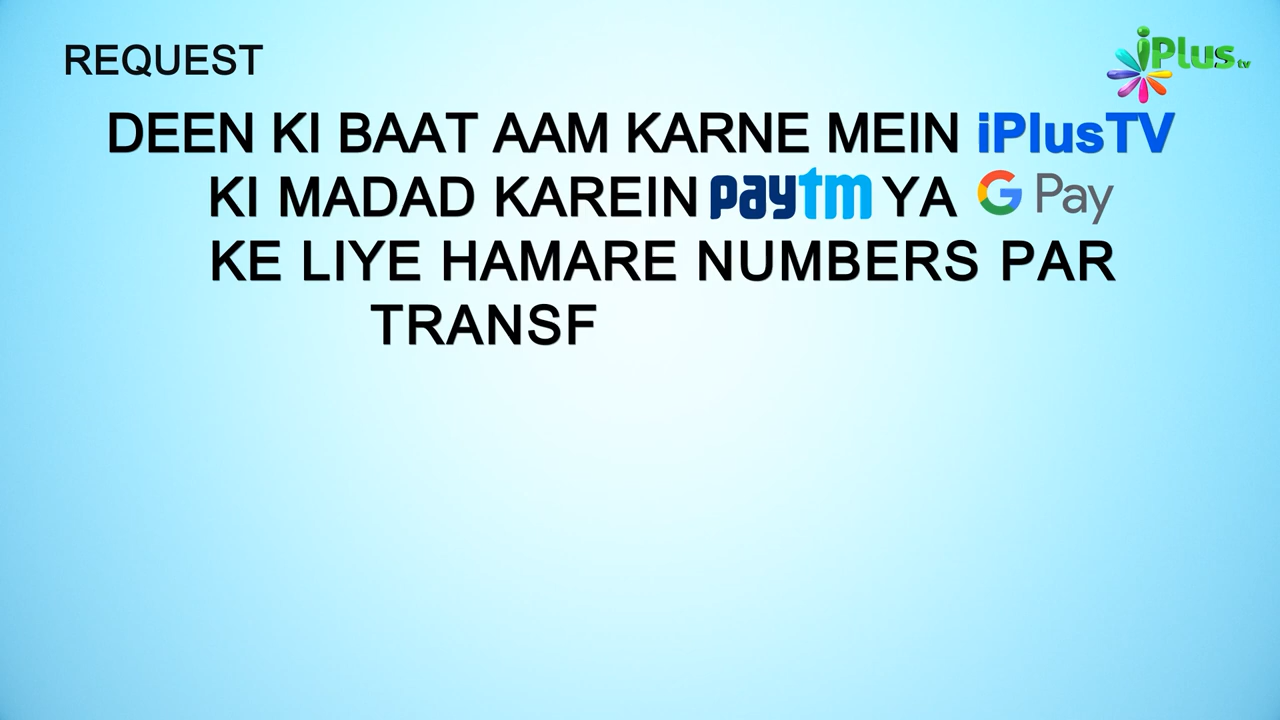 REQUEST
iPlus tv
DEEN KI BAAT AAM KARNE MEIN iPlusTV
KI MADAD KAREIN paytm YA G Pay
KE LIYE HAMARE NUMBERS PAR
TRANSF